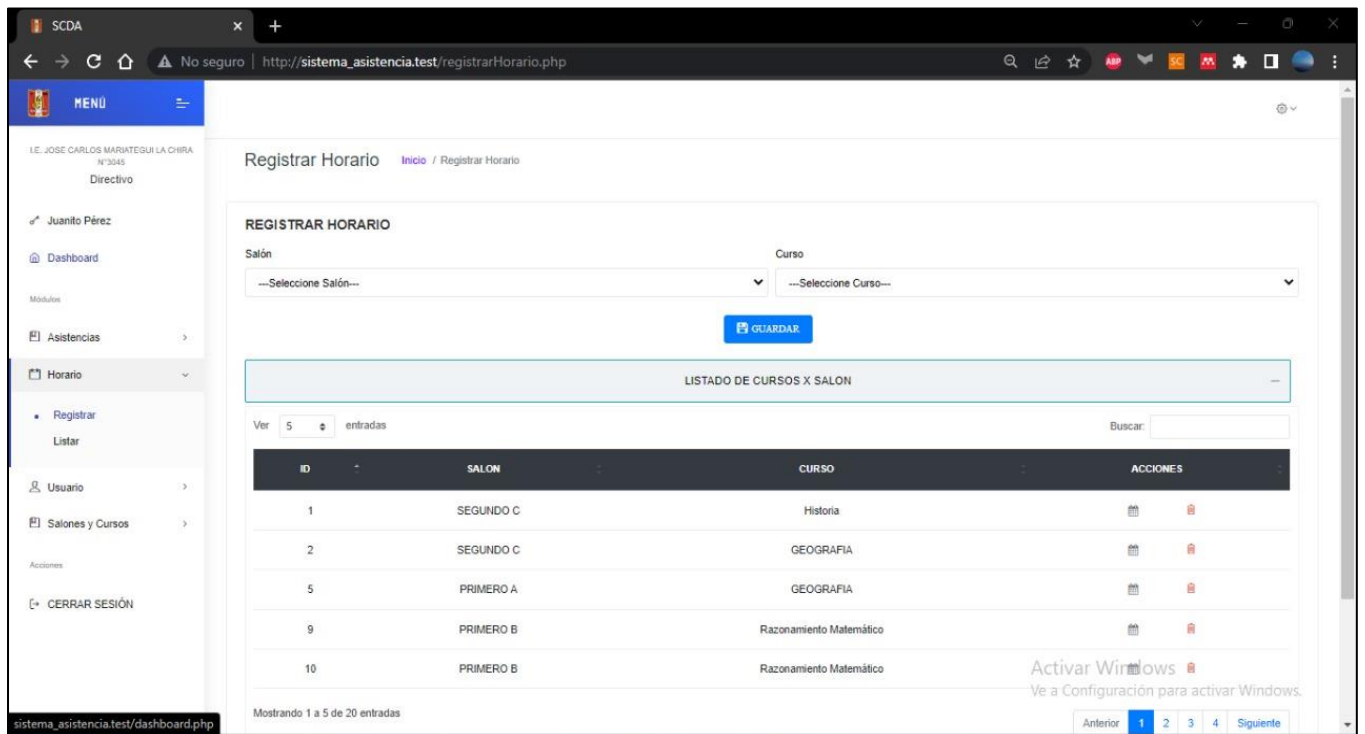 SCDA
No seguro | http://sistema_asistencia.test/registrarHorario.php
ABP
SC
MENÚ
I.E. JOSE CARLOS MARIATEGUI LA CHIRA
N°3045
Directivo
Juanito Pérez
Dashboard
Módulos
Asistencias
Horario
Registrar
Listar
Usuario
Salones y Cursos
Acciones
CERRAR SESIÓN
sistema_asistencia.test/dashboard.php
Registrar Horario Inicio / Registrar Horario
REGISTRAR HORARIO
Salón Curso
---Seleccione Salón--- ---Seleccione Curso---
GUARDAR
LISTADO DE CURSOS X SALON
Ver 5 entradas Buscar:
ID SALON CURSO ACCIONES
1 SEGUNDO C Historia
2 SEGUNDO C GEOGRAFIA
5 PRIMERO A GEOGRAFIA
9 PRIMERO B Razonamiento Matemático
10 PRIMERO B Razonamiento Matemático
Activar Windows
Ve a Configuración para activar Windows.
Mostrando 1 a 5 de 20 entradas
Anterior 1 2 3 4 Siguiente